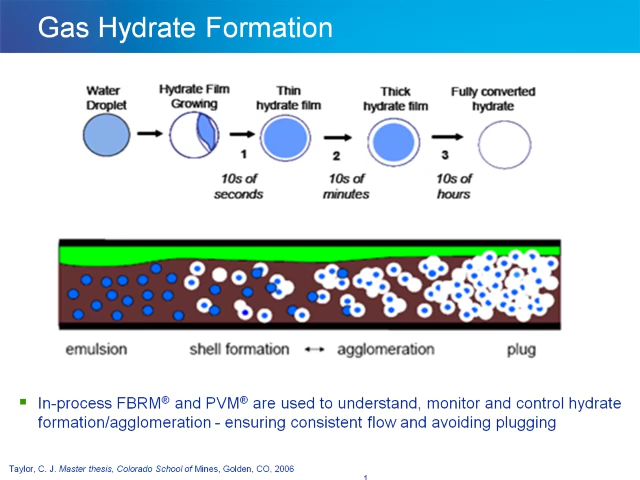 Gas Hydrate Formation
Water
Droplet
Hydrate Film
Growing
Thin
hydrate film
Thick
hydrate film
Fully converted
hydrate
1
2
3
10s of
seconds
10s of
minutes
10s of
hours
emulsion shell formation ↔ agglomeration plug
In-process FBRM® and PVM® are used to understand, monitor and control hydrate
formation/agglomeration - ensuring consistent flow and avoiding plugging
Taylor, C. J. Master thesis, Colorado School of Mines, Golden, CO, 2006
1